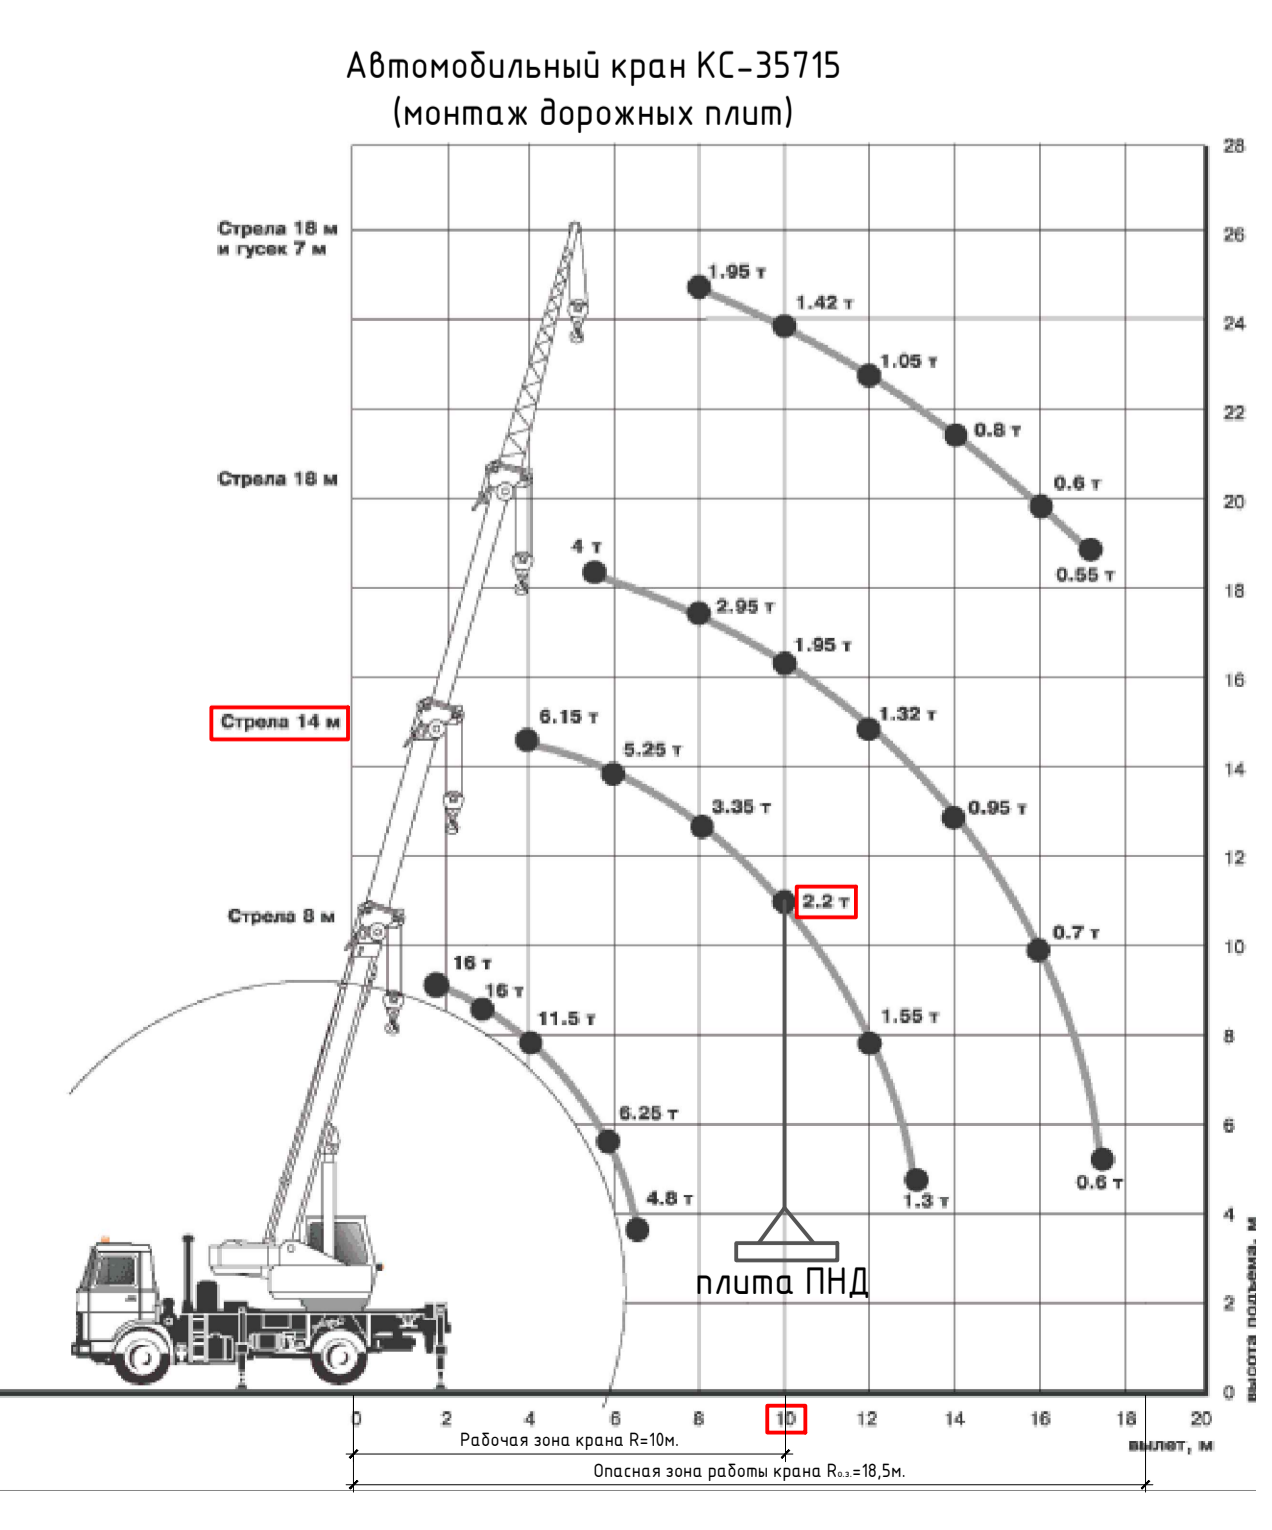 Автомобильный кран КС-35715
(монтаж дорожных плит)
28
Стрела 18 м
и гусек 7 м
26
1.95 т
1.42 т
24
1.05 т
22
0.8 т
Стрела 18 м
0.6 т
20
4 т
0.55 т
18
2.95 т
1.95 т
16
Стрела 14 м
6.15 т
1.32 т
5.25 т
14
3.35 т
0.95 т
12
2.2 т
Стрела 8 м
0.7 т
10
16 т
16 т
11.5 т
1.55 т
8
6.25 т
6
0.6 т
4.8 т
1.3 т
4
плита ПНД
2
высота подъёма, м
0
0 2 4 6 8 10 12 14 16 18 20
вылет, м
Рабочая зона крана R=10м.
Опасная зона работы крана Rо.з.=18,5м.